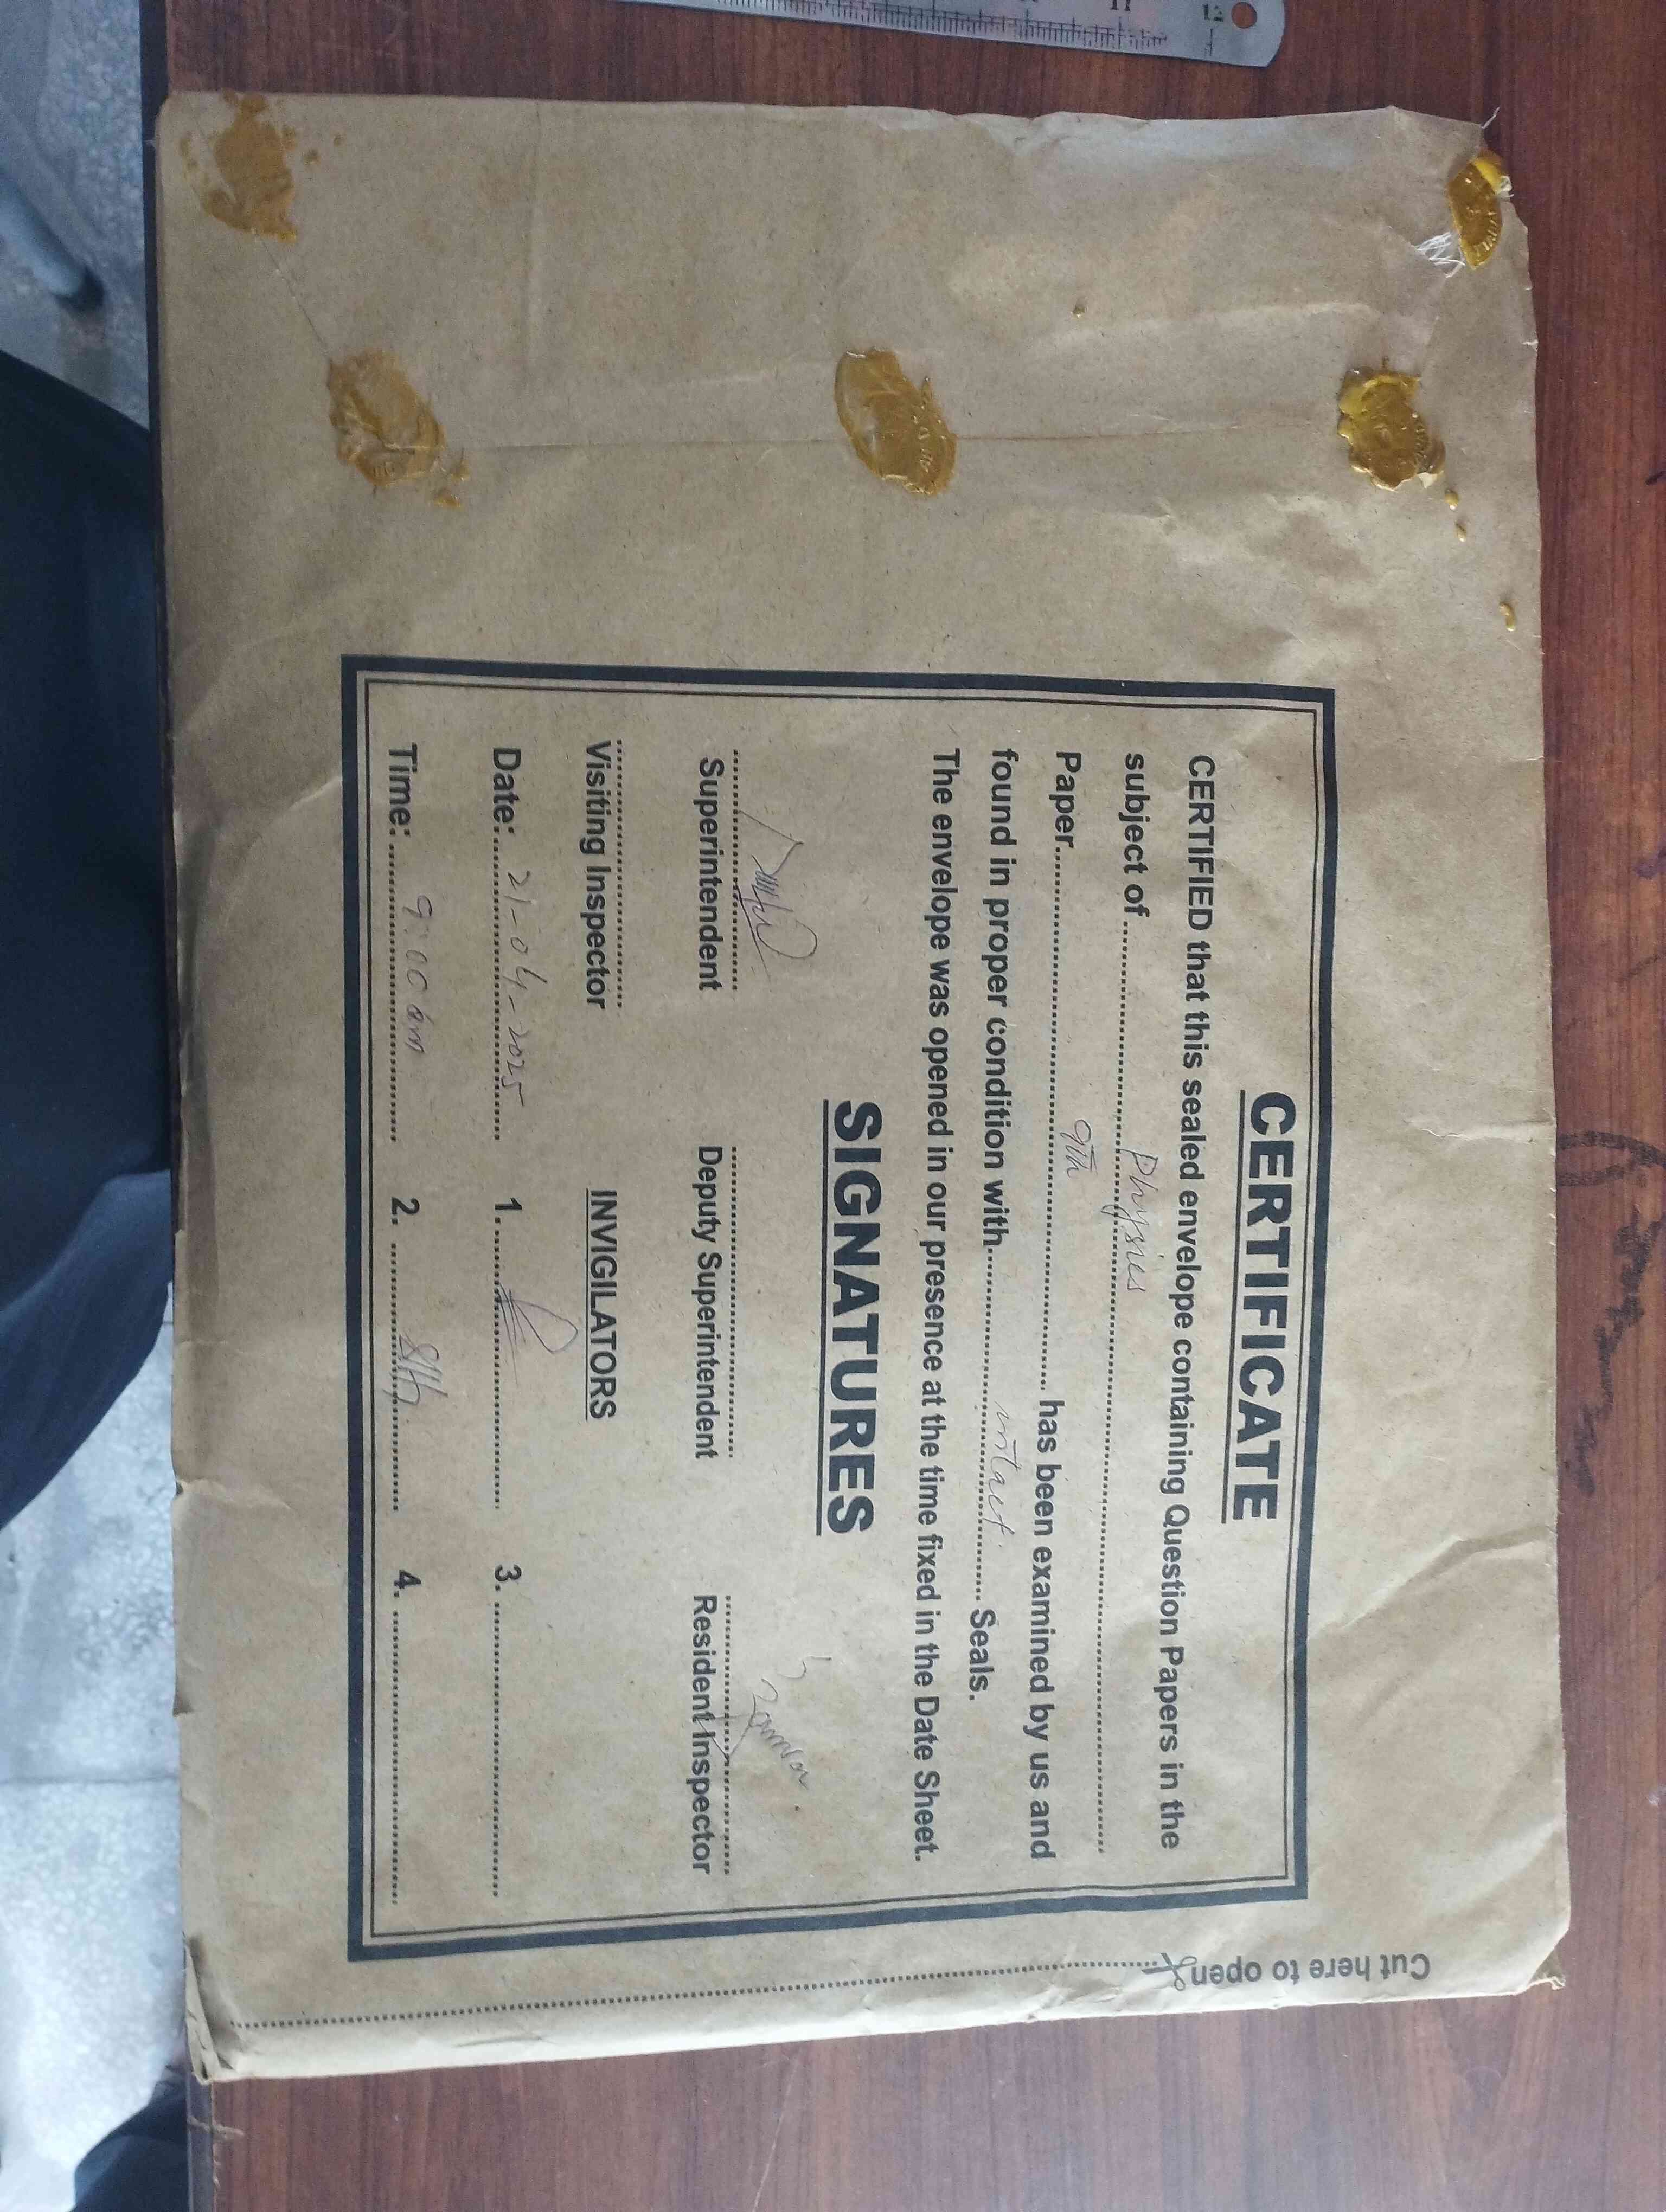 CERTIFICATE
CERTIFIED that this sealed envelope containing Question Papers in the
subject of ........ Physics ........
Paper........ 9th ........ has been examined by us and
found in proper condition with........ intact ........ Seals.
The envelope was opened in our presence at the time fixed in the Date Sheet.
SIGNATURES
Superintendent Deputy Superintendent Resident Inspector
Visiting Inspector INVIGILATORS
Date:........ 21-04-2025 1. ........ 3. ........
Time:........ 9:00 am 2. ........ 4. ........
Cut here to open
11 12